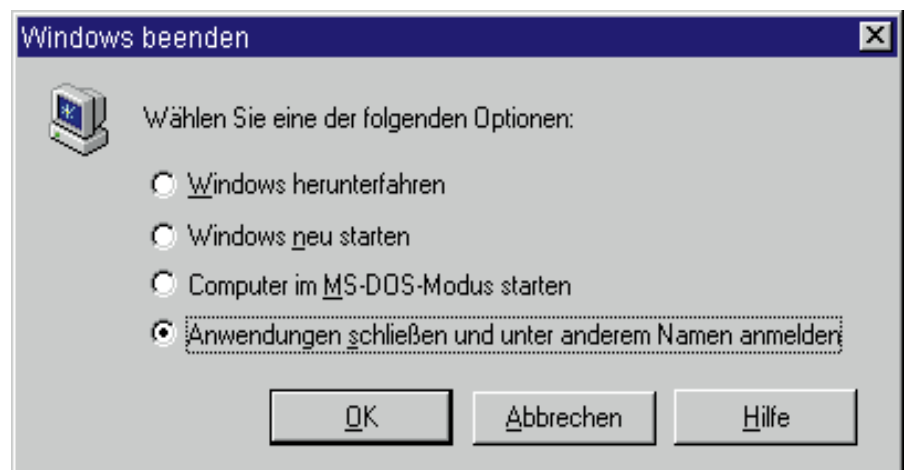 Windows beenden
Wählen Sie eine der folgenden Optionen:
Windows herunterfahren
Windows neu starten
Computer im MS-DOS-Modus starten
Anwendungen schließen und unter anderem Namen anmelden
OK Abbrechen Hilfe